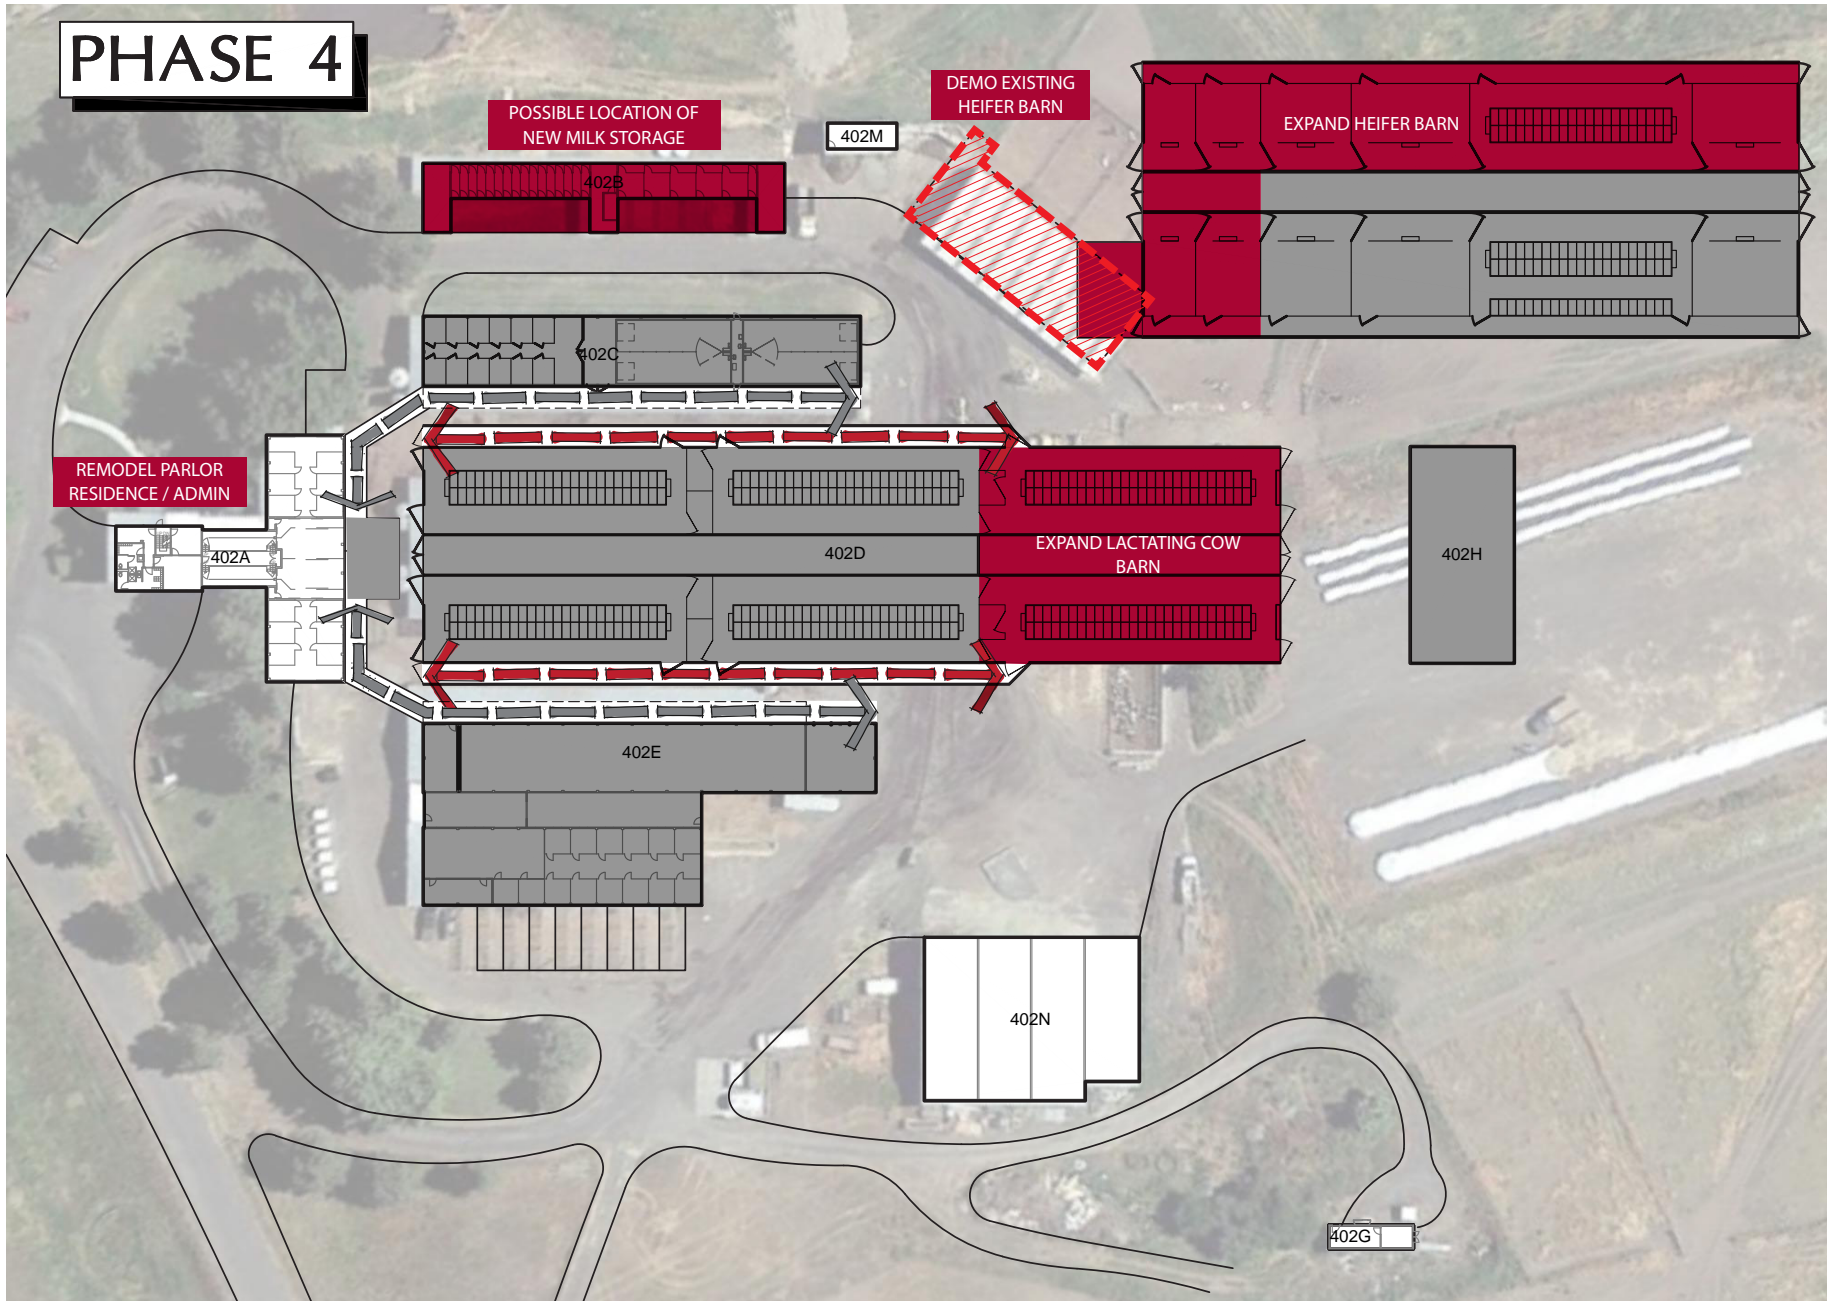 PHASE 4
DEMO EXISTING
HEIFER BARN
POSSIBLE LOCATION OF
NEW MILK STORAGE
402M
EXPAND HEIFER BARN
402B
402C
REMODEL PARLOR
RESIDENCE / ADMIN
402A
402D
EXPAND LACTATING COW
BARN
402H
402E
402N
402G